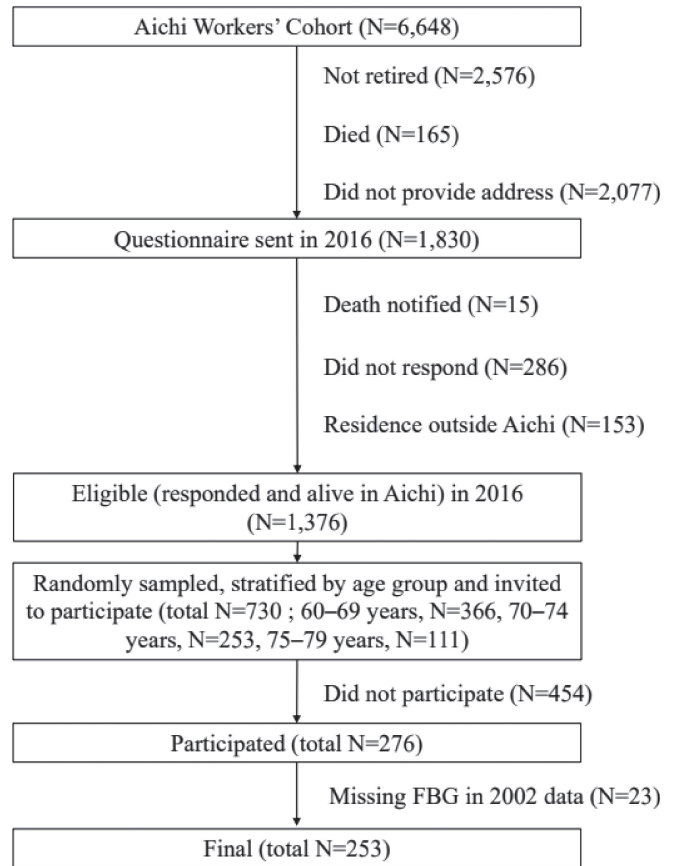 Aichi Workers’ Cohort (N=6,648)
Not retired (N=2,576)
Died (N=165)
Did not provide address (N=2,077)
Questionnaire sent in 2016 (N=1,830)
Death notified (N=15)
Did not respond (N=286)
Residence outside Aichi (N=153)
Eligible (responded and alive in Aichi) in 2016
(N=1,376)
Randomly sampled, stratified by age group and invited
to participate (total N=730 ; 60–69 years, N=366, 70–74
years, N=253, 75–79 years, N=111)
Did not participate (N=454)
Participated (total N=276)
Missing FBG in 2002 data (N=23)
Final (total N=253)